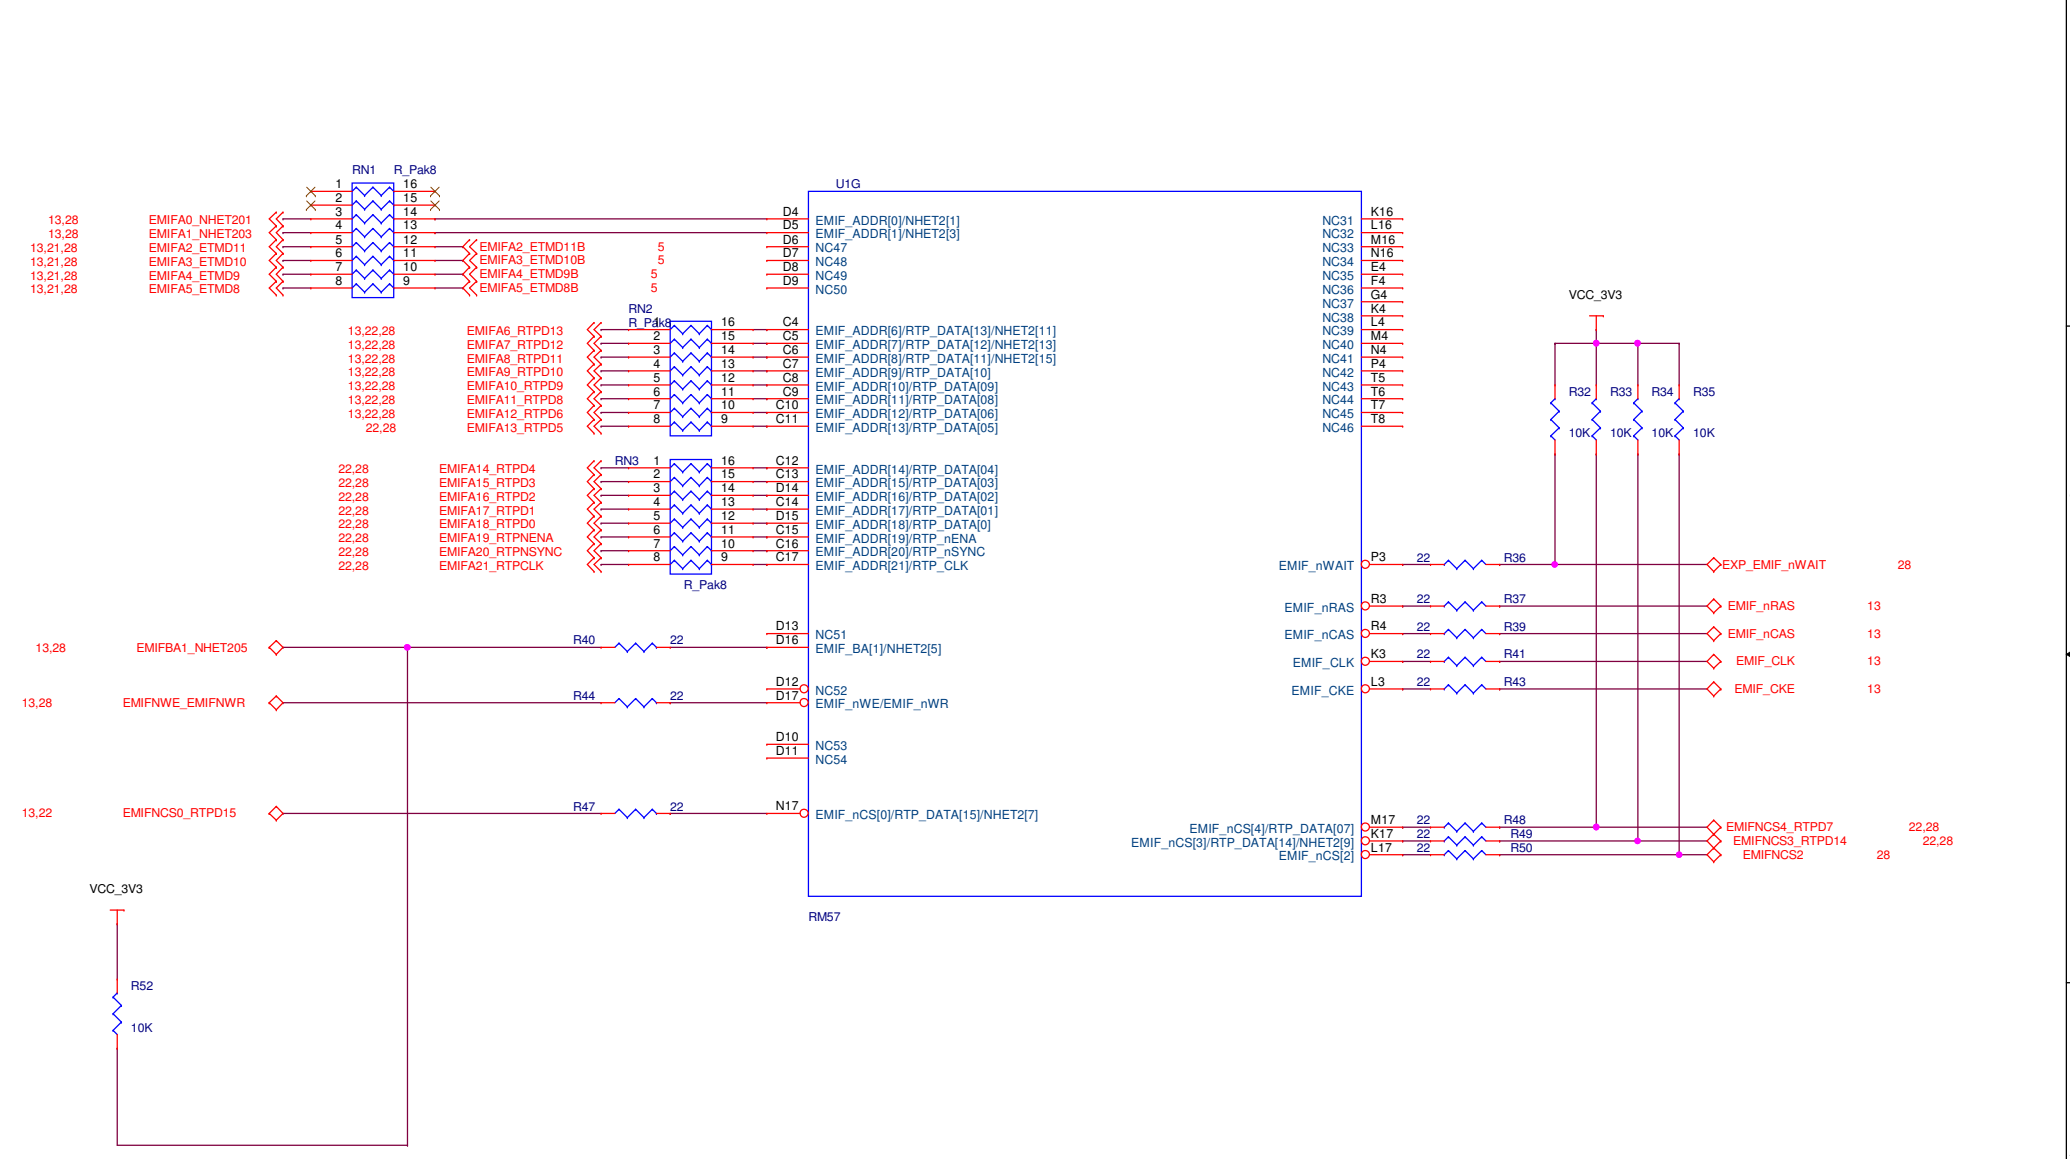 RN1 R_Pak8
1 16
2 15
13,28 EMIFA0_NHET201 3 14
13,28 EMIFA1_NHET203 4 13
13,21,28 EMIFA2_ETMD11 5 12 EMIFA2_ETMD11B 5
13,21,28 EMIFA3_ETMD10 6 11 EMIFA3_ETMD10B 5
13,21,28 EMIFA4_ETMD9 7 10 EMIFA4_ETMD9B 5
13,21,28 EMIFA5_ETMD8 8 9 EMIFA5_ETMD8B 5
RN2
R_Pak8
13,22,28 EMIFA6_RTPD13 1 16
13,22,28 EMIFA7_RTPD12 2 15
13,22,28 EMIFA8_RTPD11 3 14
13,22,28 EMIFA9_RTPD10 4 13
13,22,28 EMIFA10_RTPD9 5 12
13,22,28 EMIFA11_RTPD8 6 11
13,22,28 EMIFA12_RTPD6 7 10
22,28 EMIFA13_RTPD5 8 9
RN3
22,28 EMIFA14_RTPD4 1 16
22,28 EMIFA15_RTPD3 2 15
22,28 EMIFA16_RTPD2 3 14
22,28 EMIFA17_RTPD1 4 13
22,28 EMIFA18_RTPD0 5 12
22,28 EMIFA19_RTPNENA 6 11
22,28 EMIFA20_RTPNSYNC 7 10
22,28 EMIFA21_RTPCLK 8 9
R_Pak8
13,28 EMIFBA1_NHET205 R40 22
13,28 EMIFNWE_EMIFNWR R44 22
13,22 EMIFNCS0_RTPD15 R47 22
VCC_3V3
R52
10K
U1G
D4 EMIF_ADDR[0]/NHET2[1]
D5 EMIF_ADDR[1]/NHET2[3]
D6 NC47
D7 NC48
D8 NC49
D9 NC50
C4 EMIF_ADDR[6]/RTP_DATA[13]/NHET2[11]
C5 EMIF_ADDR[7]/RTP_DATA[12]/NHET2[13]
C6 EMIF_ADDR[8]/RTP_DATA[11]/NHET2[15]
C7 EMIF_ADDR[9]/RTP_DATA[10]
C8 EMIF_ADDR[10]/RTP_DATA[09]
C9 EMIF_ADDR[11]/RTP_DATA[08]
C10 EMIF_ADDR[12]/RTP_DATA[06]
C11 EMIF_ADDR[13]/RTP_DATA[05]
C12 EMIF_ADDR[14]/RTP_DATA[04]
C13 EMIF_ADDR[15]/RTP_DATA[03]
D14 EMIF_ADDR[16]/RTP_DATA[02]
C14 EMIF_ADDR[17]/RTP_DATA[01]
D15 EMIF_ADDR[18]/RTP_DATA[0]
C15 EMIF_ADDR[19]/RTP_nENA
C16 EMIF_ADDR[20]/RTP_nSYNC
C17 EMIF_ADDR[21]/RTP_CLK
D13 NC51
D16 EMIF_BA[1]/NHET2[5]
D12 NC52
D17 EMIF_nWE/EMIF_nWR
D10 NC53
D11 NC54
N17 EMIF_nCS[0]/RTP_DATA[15]/NHET2[7]
RM57
NC31 K16
NC32 L16
NC33 M16
NC34 N16
NC35 E4
NC36 F4
NC37 G4
NC38 K4
NC39 L4
NC40 M4
NC41 N4
NC42 P4
NC43 T5
NC44 T6
NC45 T7
NC46 T8
VCC_3V3
R32 R33 R34 R35
10K 10K 10K 10K
EMIF_nWAIT P3 22 R36 EXP_EMIF_nWAIT 28
EMIF_nRAS R3 22 R37 EMIF_nRAS 13
EMIF_nCAS R4 22 R39 EMIF_nCAS 13
EMIF_CLK K3 22 R41 EMIF_CLK 13
EMIF_CKE L3 22 R43 EMIF_CKE 13
EMIF_nCS[4]/RTP_DATA[07] M17 22 R48 EMIFNCS4_RTPD7 22,28
EMIF_nCS[3]/RTP_DATA[14]/NHET2[9] K17 22 R49 EMIFNCS3_RTPD14 22,28
EMIF_nCS[2] L17 22 R50 EMIFNCS2 28